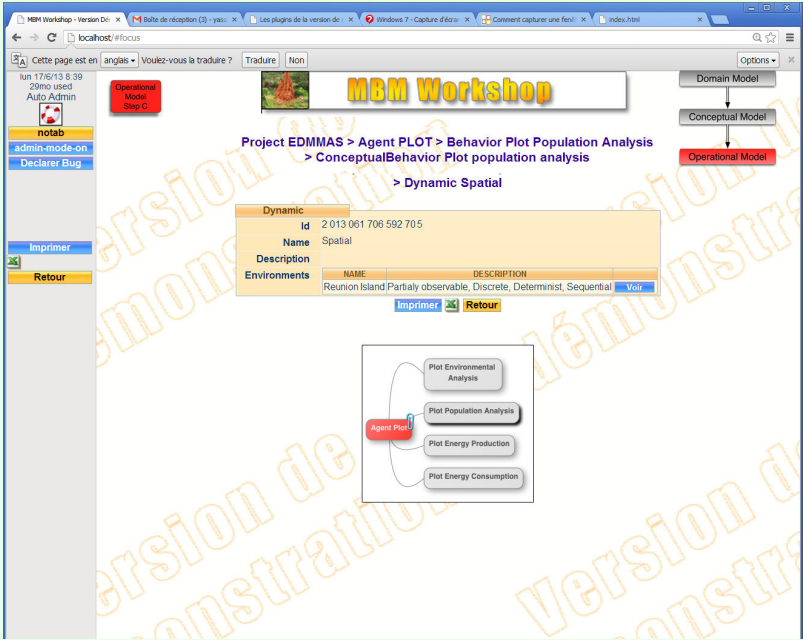 MBM Workshop - Version Dér
Boîte de réception (3) - yass
Les plugins de la version de
Windows 7 - Capture d'écran
Comment capturer une fenê
index.html
localhost/#focus
Cette page est en anglais Voulez-vous la traduire ? Traduire Non Options
lun 17/6/13 8:39
29mo used
Auto Admin
notab
admin-mode-on
Declarer Bug
Imprimer
Retour
Operational
Model
Step C
MBM Workshop
Domain Model
Conceptual Model
Operational Model
Project EDMMAS > Agent PLOT > Behavior Plot Population Analysis
> ConceptualBehavior Plot population analysis
> Dynamic Spatial
Dynamic
Id 2 013 061 706 592 705
Name Spatial
Description
Environments
NAME DESCRIPTION
Reunion Island Partialy observable, Discrete, Determinist, Sequential Voir
Imprimer Retour
Plot Environmental
Analysis
Plot Population Analysis
Agent Plot
Plot Energy Production
Plot Energy Consumption
Version de
démonstration